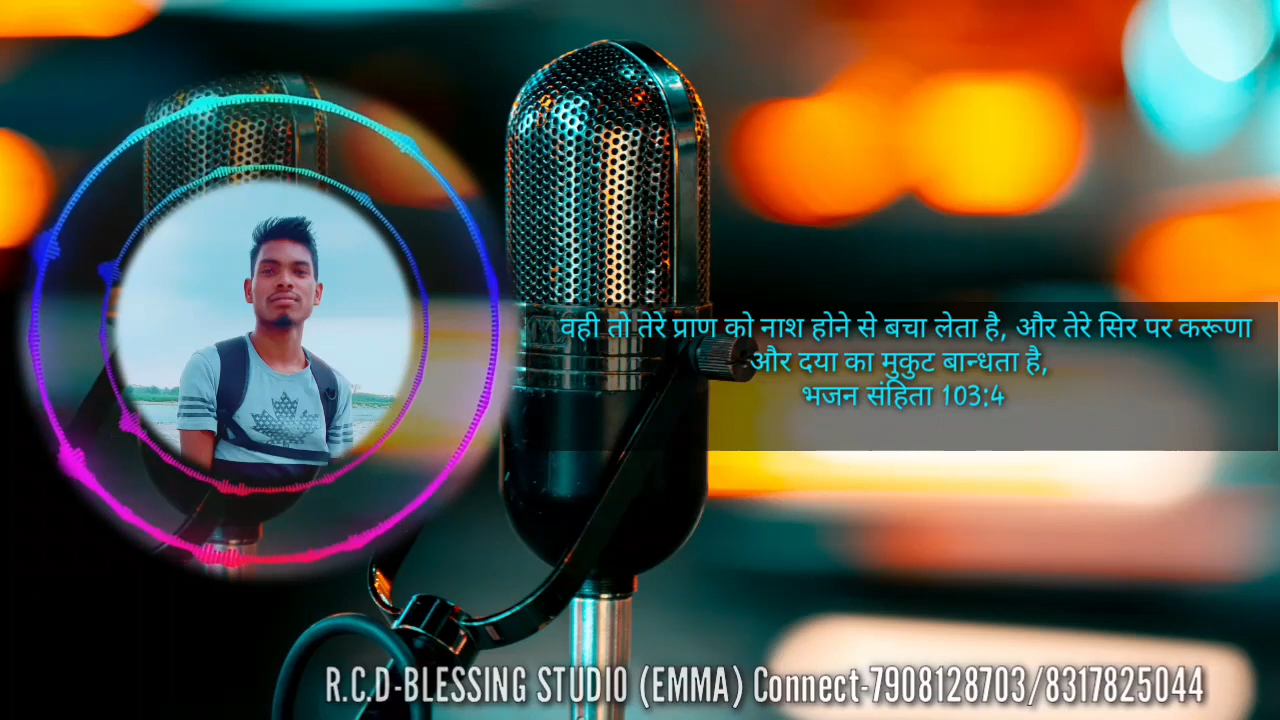 वही तो तेरे प्राण को नाश होने से बचा लेता है, और तेरे सिर पर करूणा
और दया का मुकुट बान्धता है,
भजन संहिता 103:4
R.C.D-BLESSING STUDIO (EMMA) Connect-7908128703/8317825044